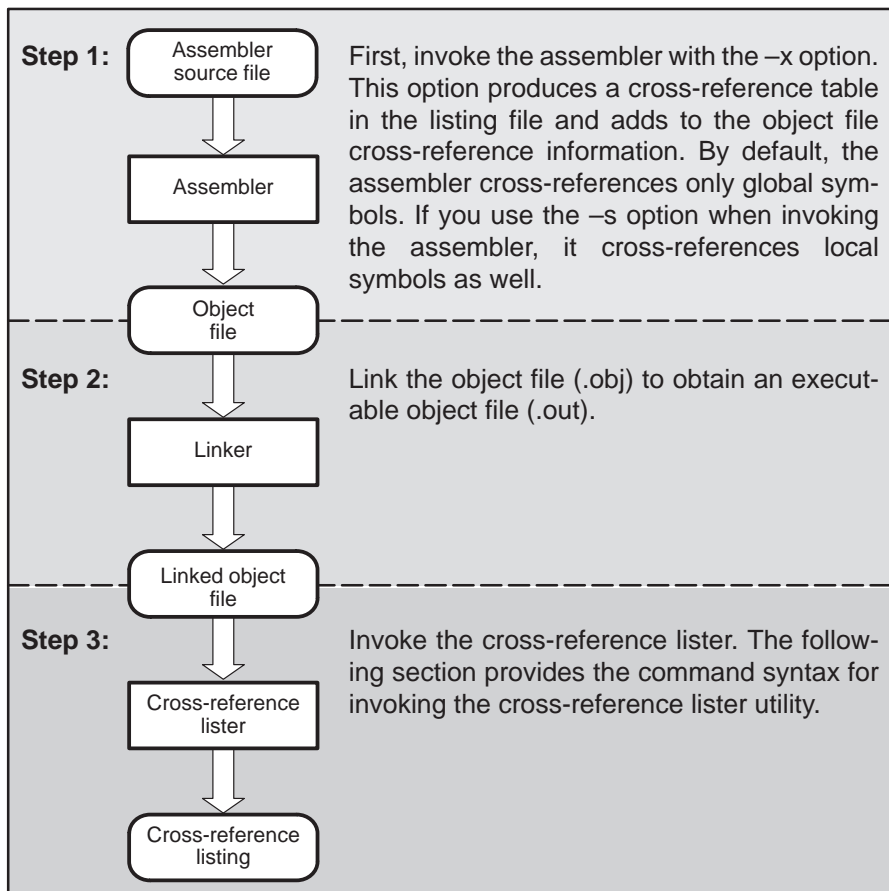 Step 1:
Assembler
source file
First, invoke the assembler with the –x option.
This option produces a cross-reference table
in the listing file and adds to the object file
cross-reference information. By default, the
assembler cross-references only global sym-
bols. If you use the –s option when invoking
the assembler, it cross-references local
symbols as well.
Assembler
Object
file
Step 2:
Link the object file (.obj) to obtain an execut-
able object file (.out).
Linker
Linked object
file
Step 3:
Invoke the cross-reference lister. The follow-
ing section provides the command syntax for
invoking the cross-reference lister utility.
Cross-reference
lister
Cross-reference
listing